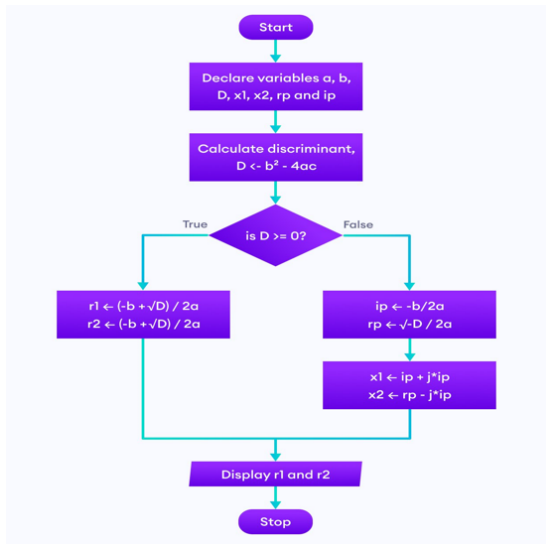 Start
Declare variables a, b,
D, x1, x2, rp and ip
Calculate discriminant,
D <- b² - 4ac
is D >= 0?
True
False
r1 ← (-b + √D) / 2a
r2 ← (-b + √D) / 2a
ip ← -b/2a
rp ← √-D / 2a
x1 ← ip + j*ip
x2 ← rp - j*ip
Display r1 and r2
Stop